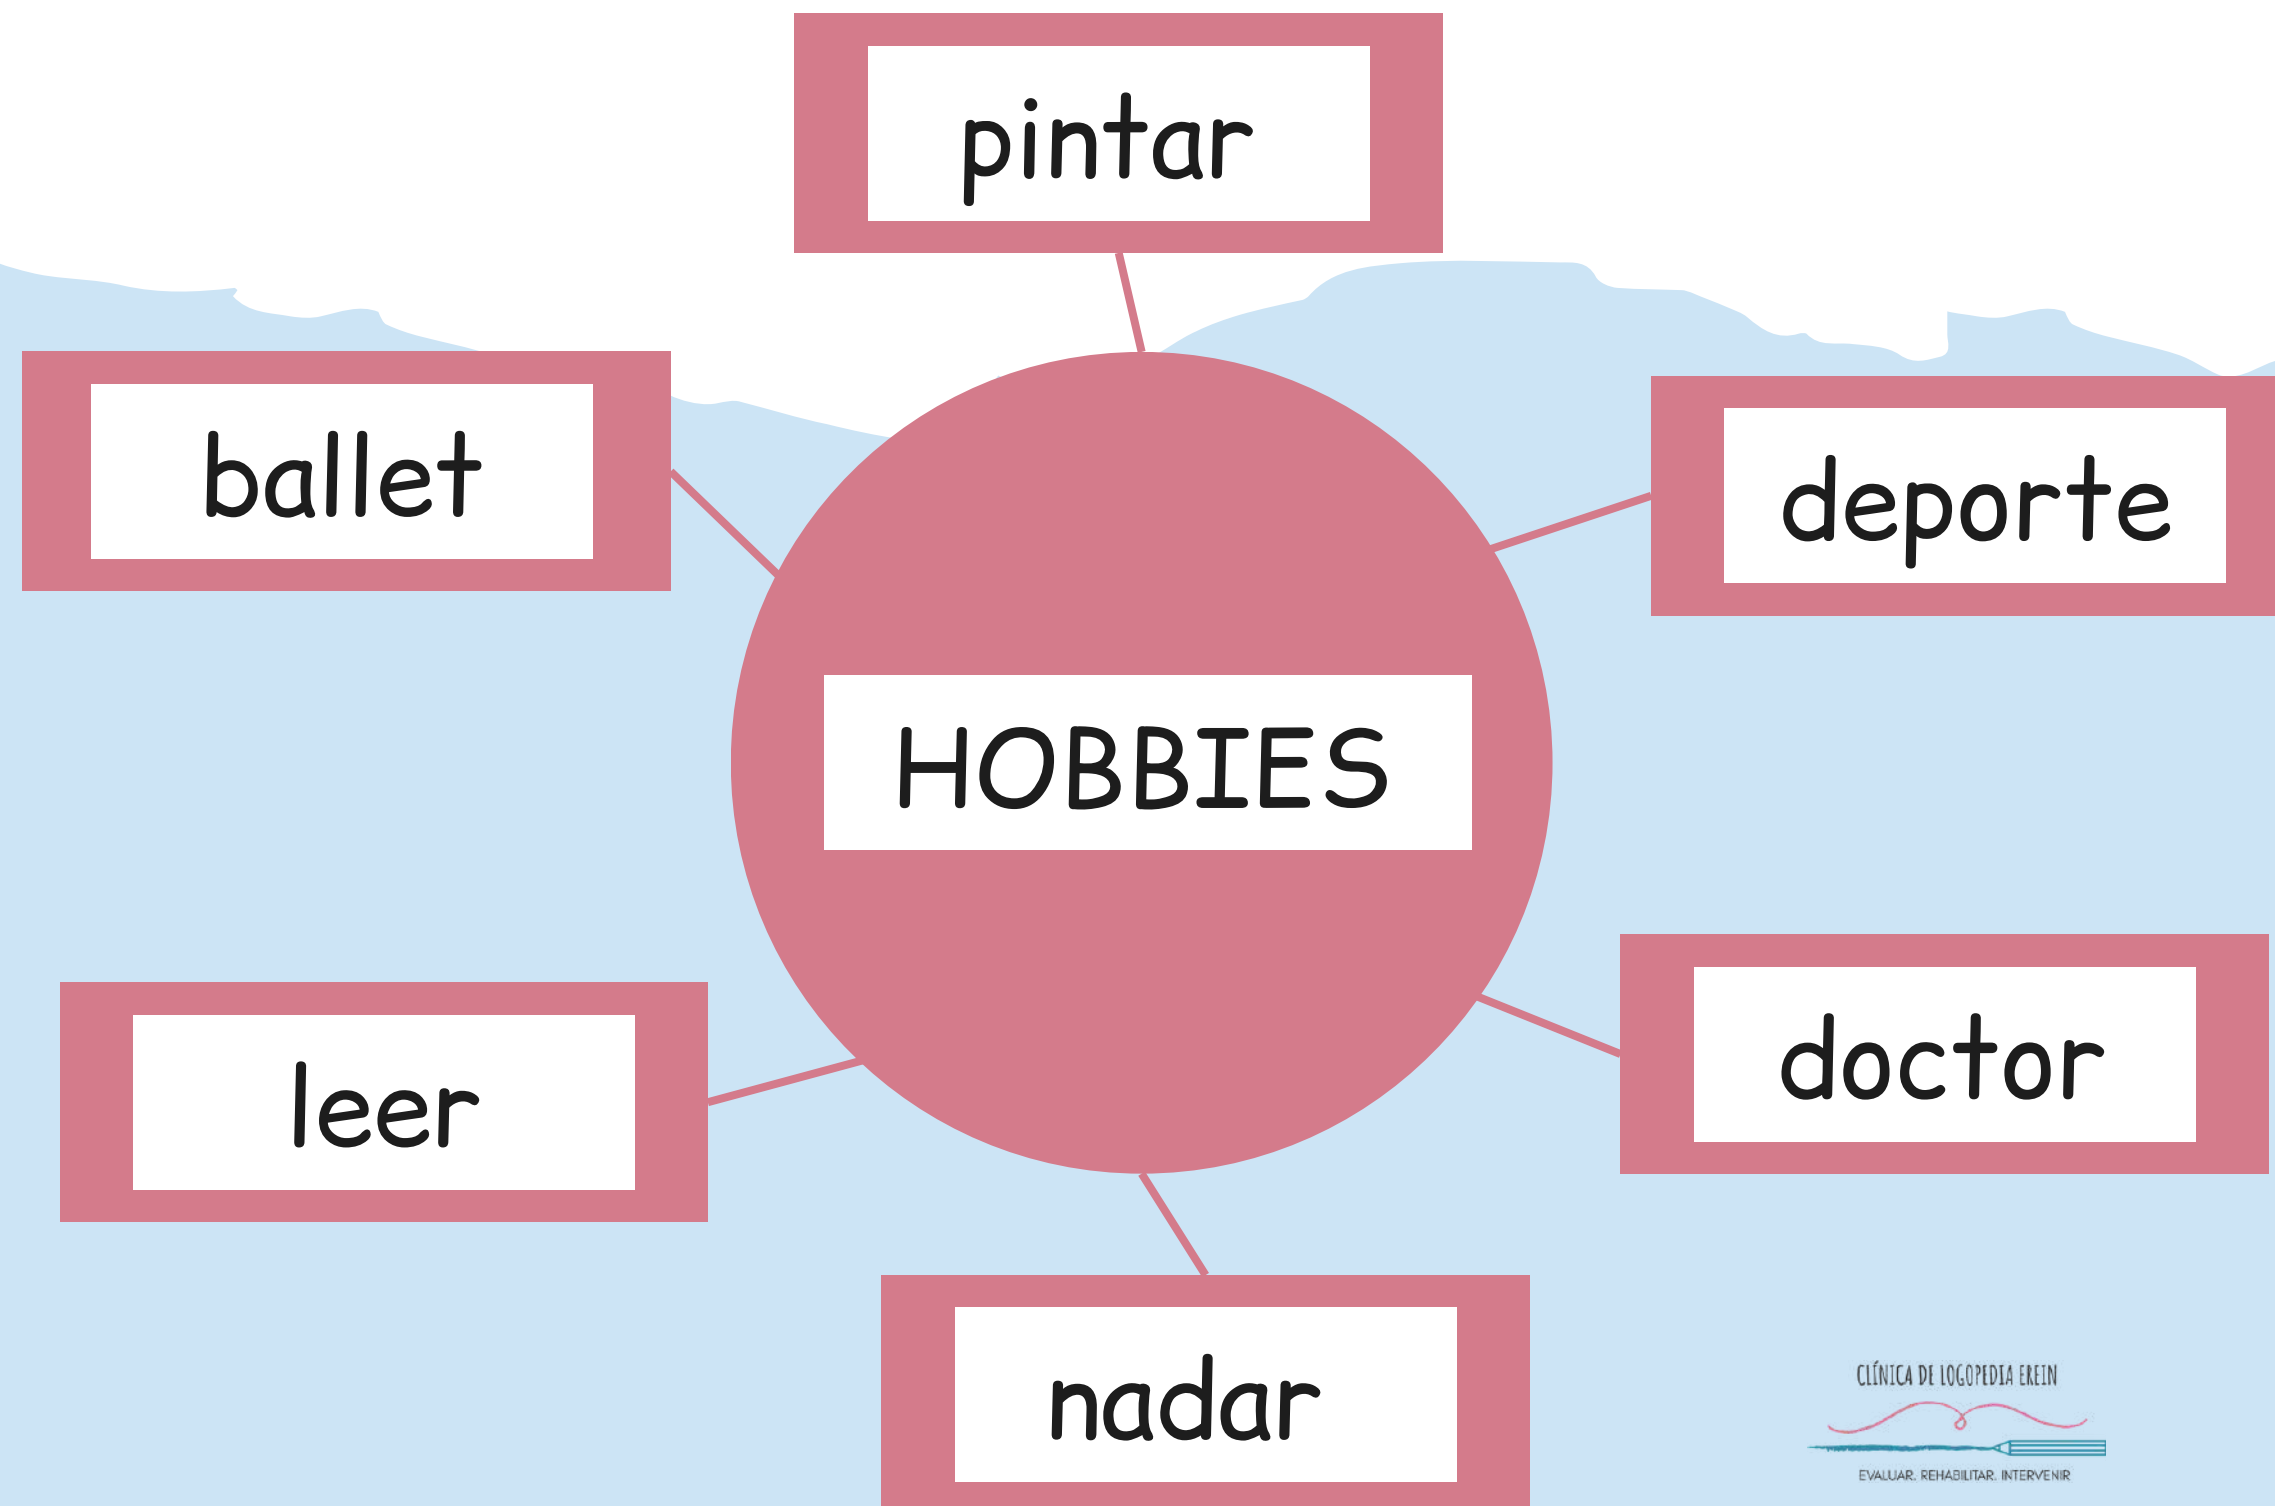 pintar
ballet
deporte
HOBBIES
leer
doctor
nadar
CLÍNICA DE LOGOPEDIA EREIN
EVALUAR. REHABILITAR. INTERVENIR